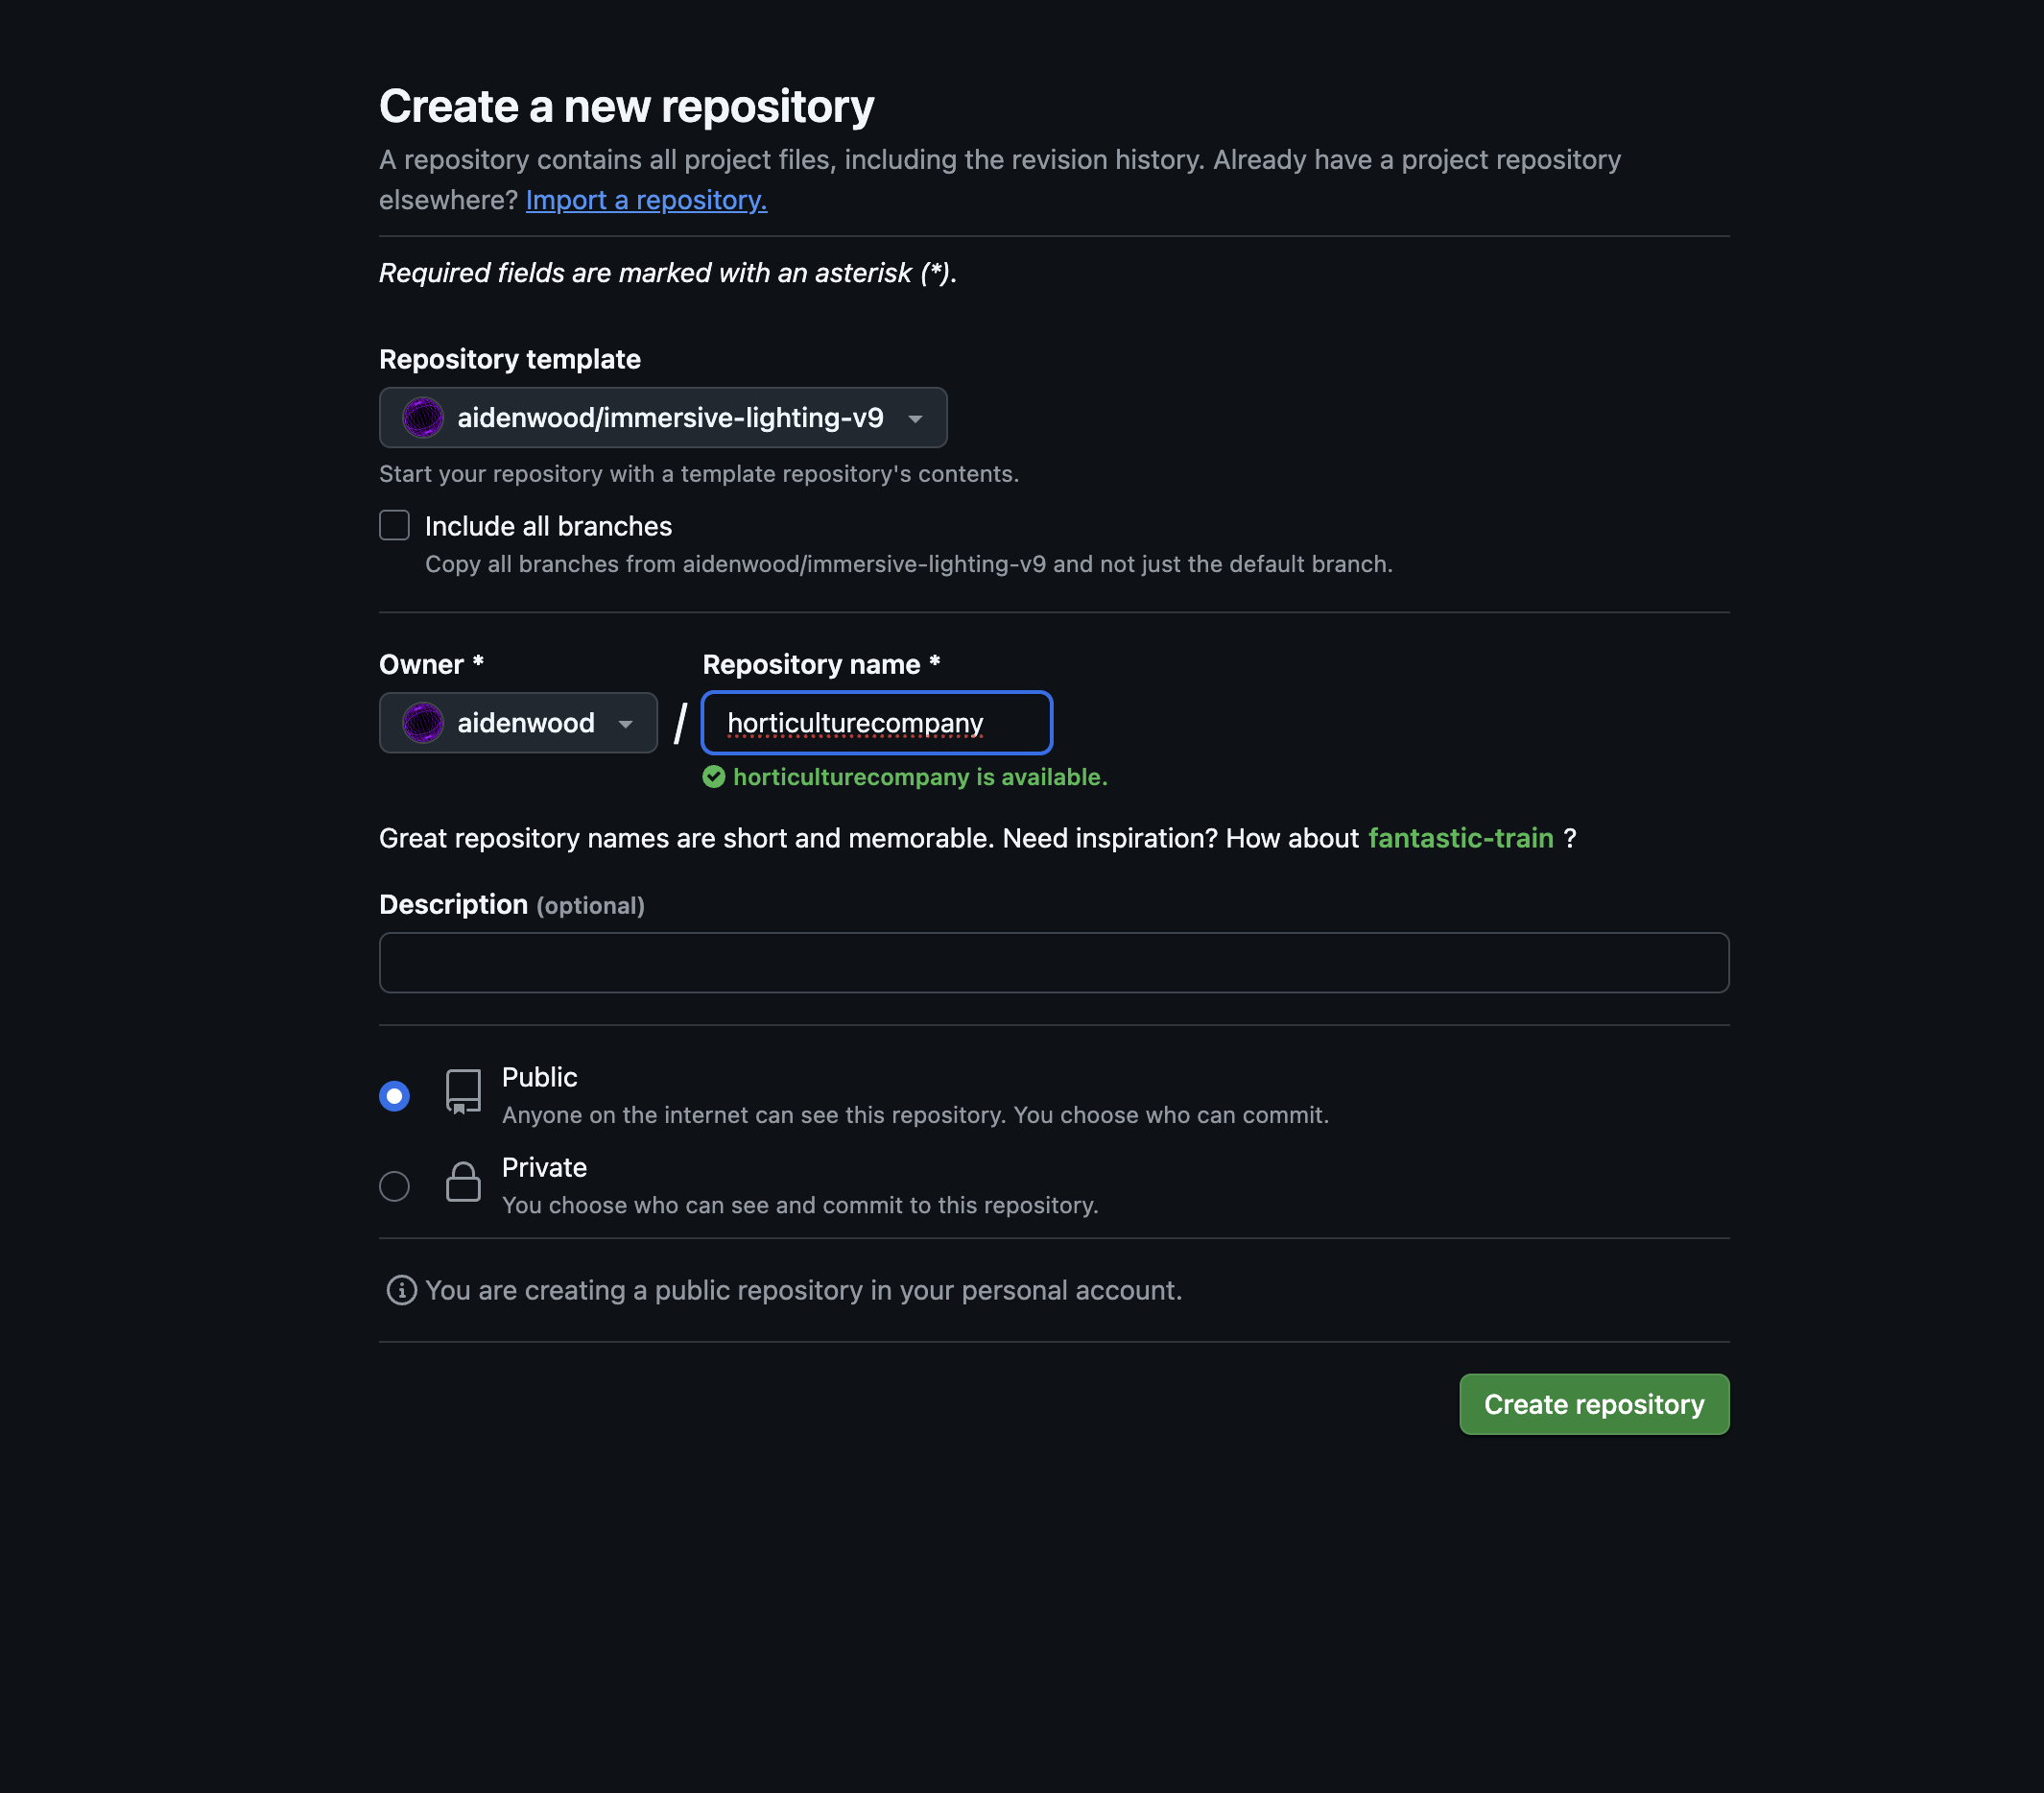 Create a new repository
A repository contains all project files, including the revision history. Already have a project repository
elsewhere? Import a repository.
Required fields are marked with an asterisk (*).
Repository template
aidenwood/immersive-lighting-v9
Start your repository with a template repository's contents.
Include all branches
Copy all branches from aidenwood/immersive-lighting-v9 and not just the default branch.
Owner * Repository name *
aidenwood / horticulturecompany
horticulturecompany is available.
Great repository names are short and memorable. Need inspiration? How about fantastic-train ?
Description (optional)
Public
Anyone on the internet can see this repository. You choose who can commit.
Private
You choose who can see and commit to this repository.
You are creating a public repository in your personal account.
Create repository